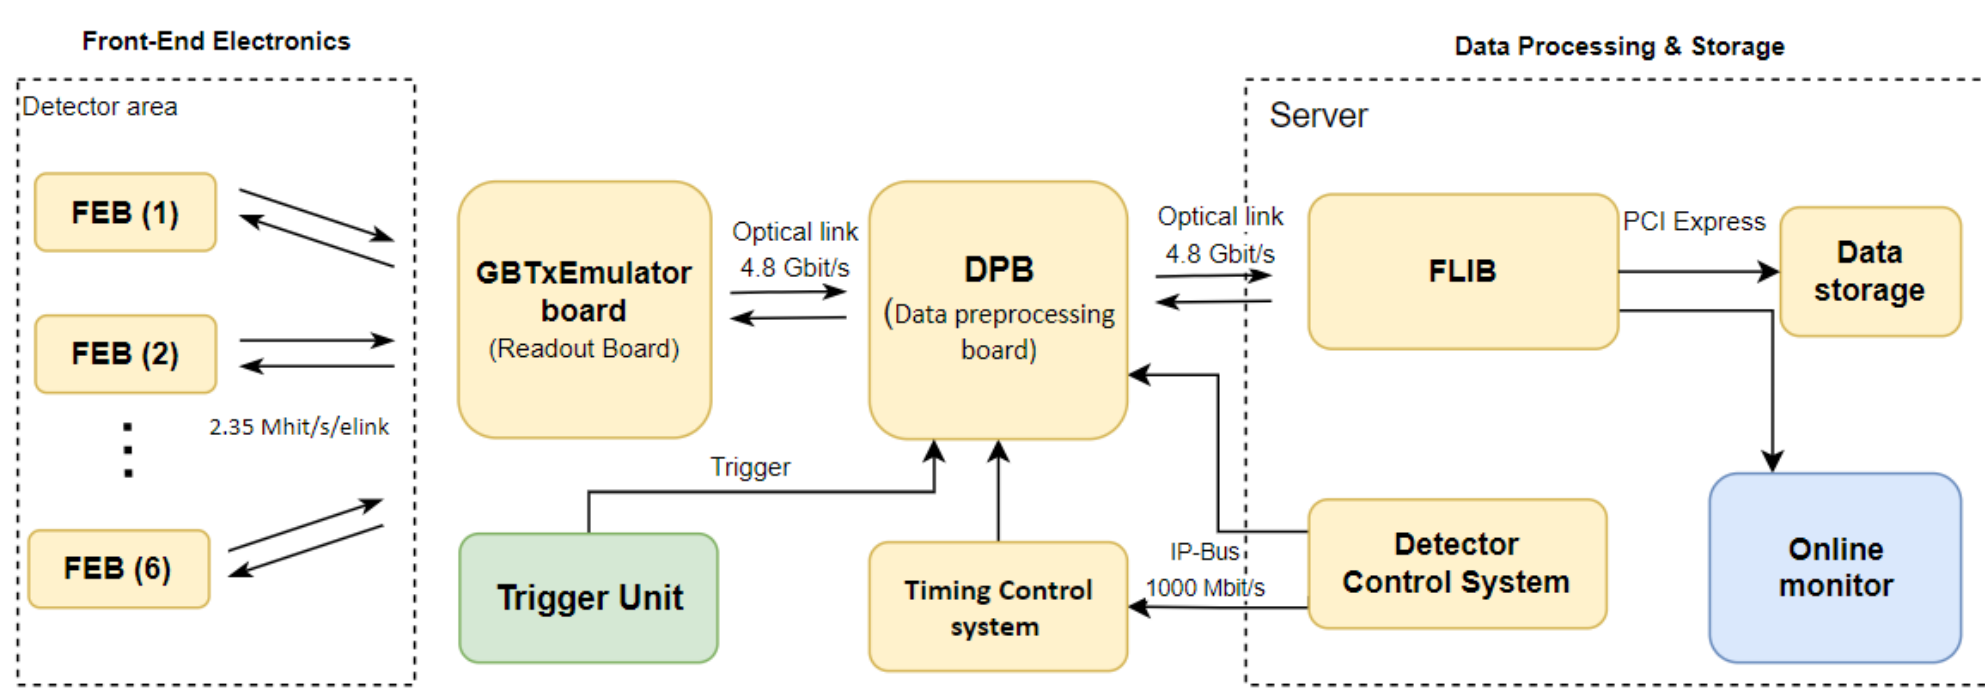 Front-End Electronics
Data Processing & Storage
Detector area
Server
FEB (1)
FEB (2)
2.35 Mhit/s/elink
FEB (6)
GBTxEmulator
board
(Readout Board)
Optical link
4.8 Gbit/s
DPB
(Data preprocessing
board)
Optical link
4.8 Gbit/s
FLIB
PCI Express
Data
storage
Trigger
Trigger Unit
Timing Control
system
IP-Bus
1000 Mbit/s
Detector
Control System
Online
monitor